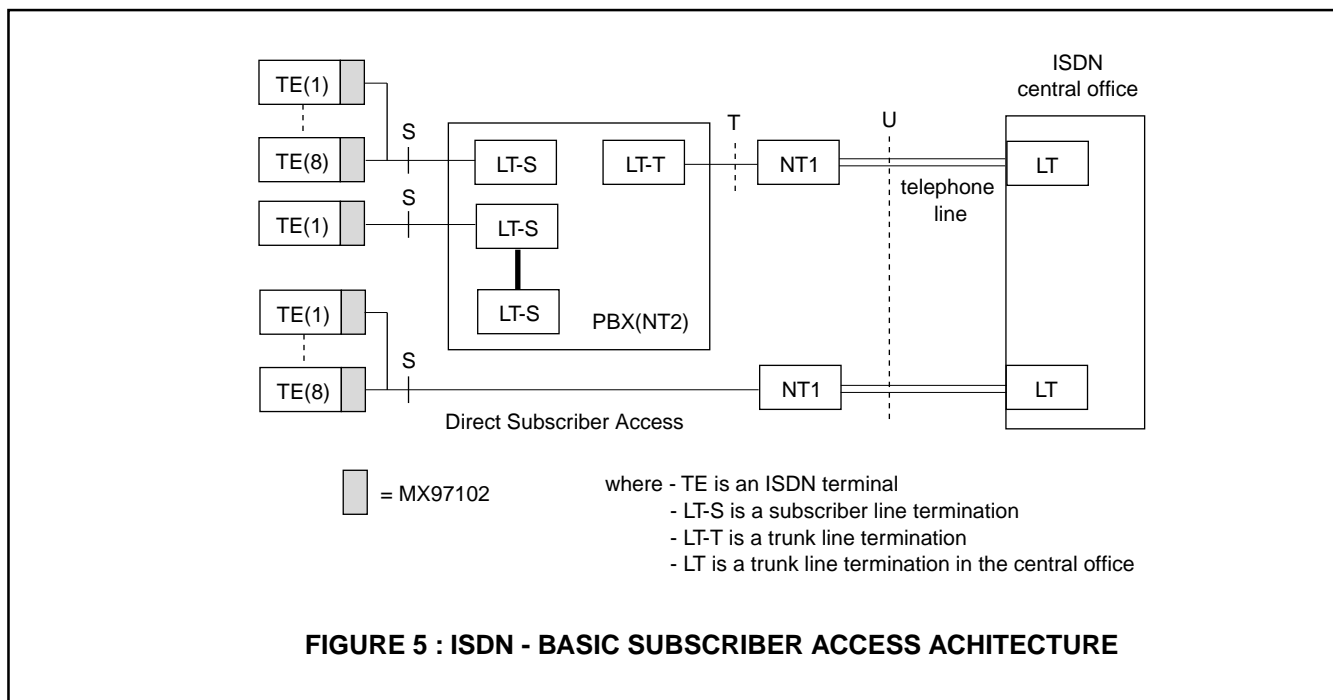 TE(1)
TE(8)
TE(1)
TE(1)
TE(8)
S
S
S
LT-S
LT-S
LT-S
LT-T
PBX(NT2)
T
NT1
U
telephone
line
ISDN
central office
LT
NT1
LT
Direct Subscriber Access
= MX97102
where - TE is an ISDN terminal
- LT-S is a subscriber line termination
- LT-T is a trunk line termination
- LT is a trunk line termination in the central office
FIGURE 5 : ISDN - BASIC SUBSCRIBER ACCESS ACHITECTURE